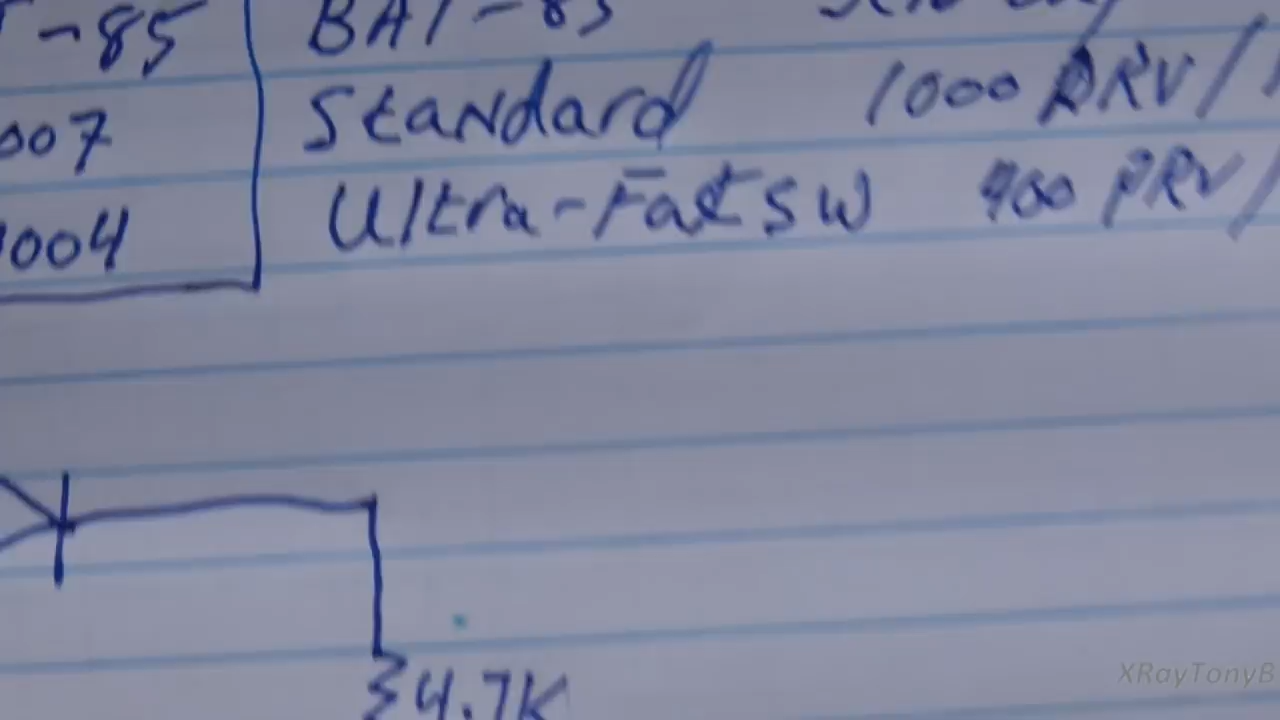 -85 BAT-85
007 Standard 1000 PRV/
004 Ultra-Fast SW 400 PRV/
4.7K
XRayTonyB